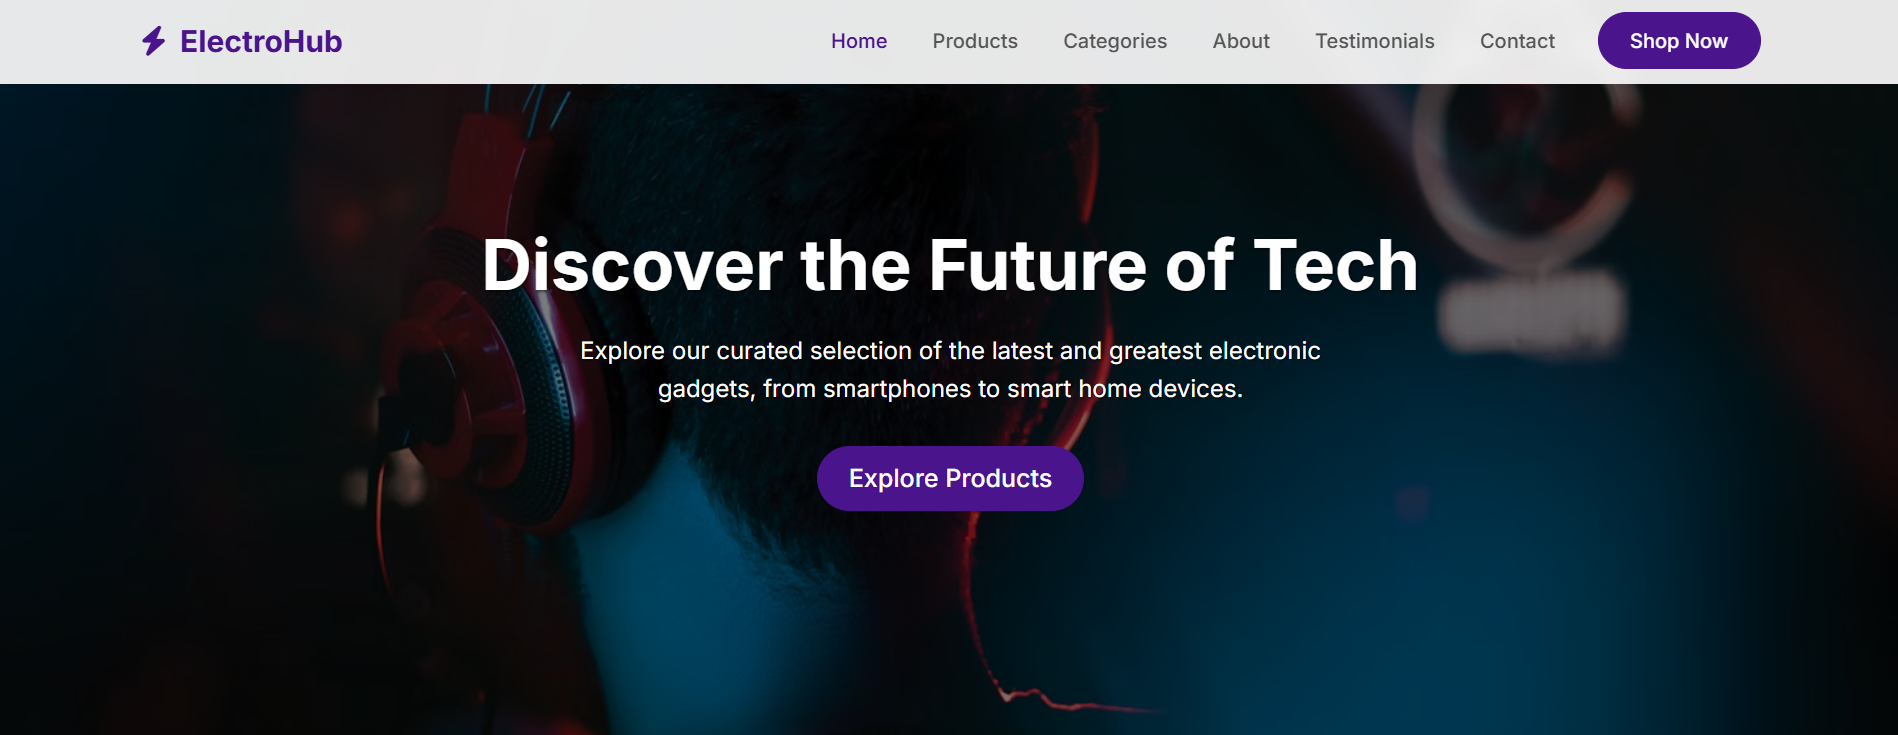 ElectroHub
Home
Products
Categories
About
Testimonials
Contact
Shop Now
Discover the Future of Tech
Explore our curated selection of the latest and greatest electronic
gadgets, from smartphones to smart home devices.
Explore Products